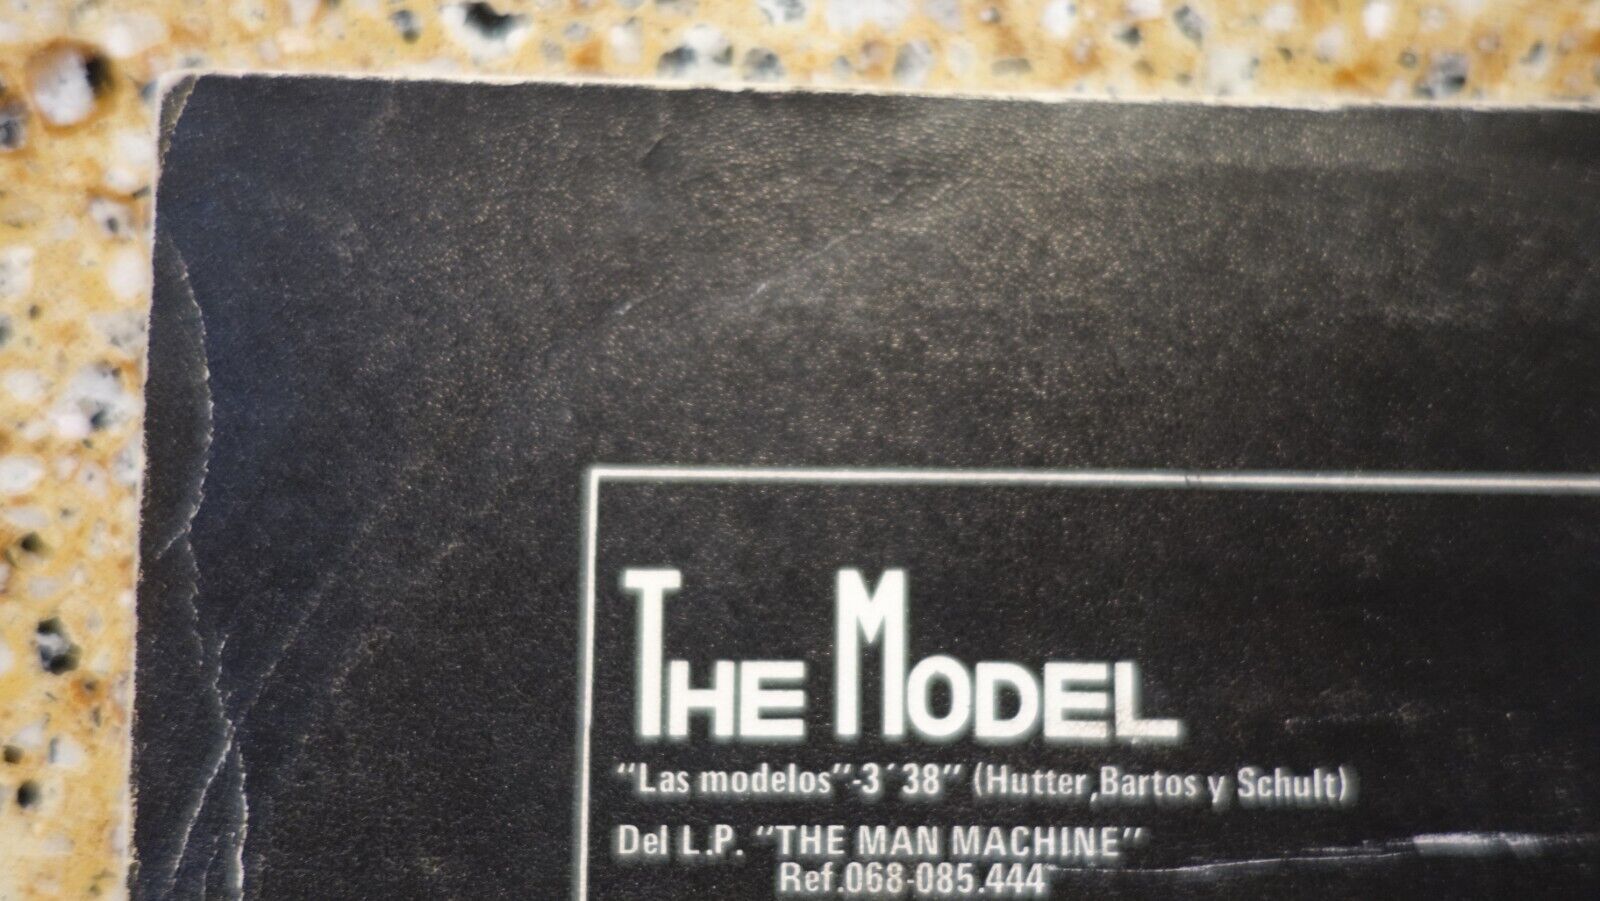 THE MODEL
"Las modelos"-3´38" (Hutter,Bartos y Schult)
Del L.P. "THE MAN MACHINE"
Ref.068-085.444